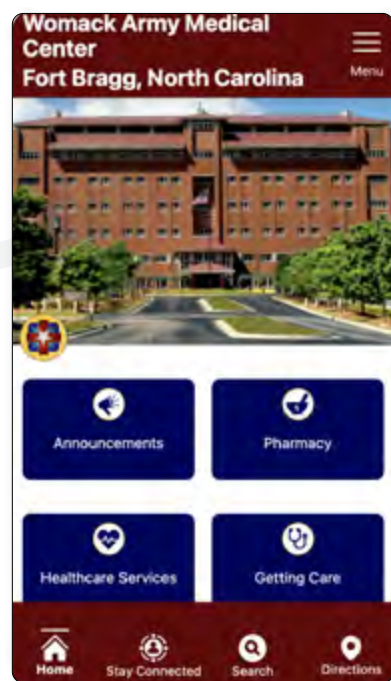 Womack Army Medical
Center
Fort Bragg, North Carolina
Menu
Announcements
Pharmacy
Healthcare Services
Getting Care
Home
Stay Connected
Search
Directions